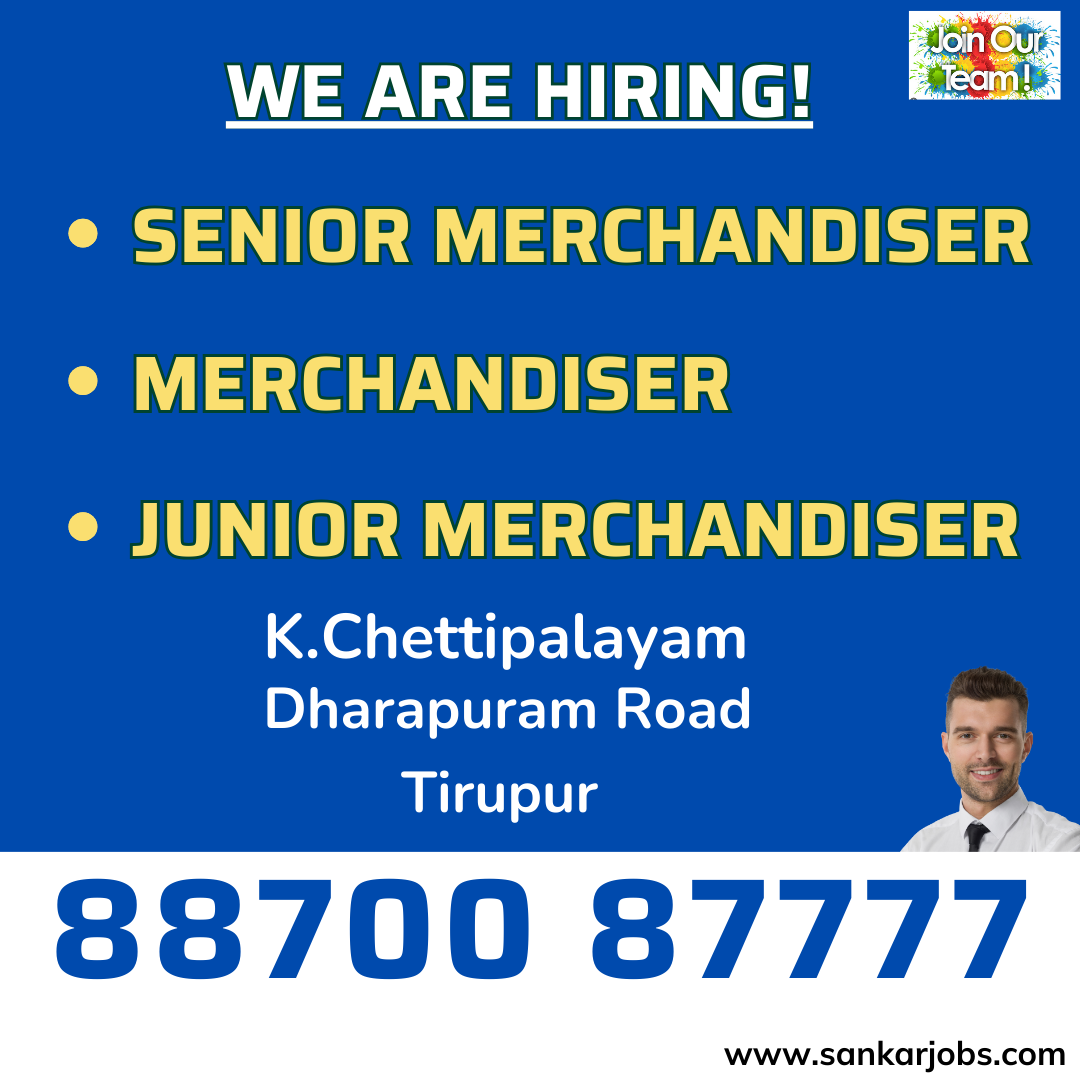 Join Our
Team !
WE ARE HIRING!
• SENIOR MERCHANDISER
• MERCHANDISER
• JUNIOR MERCHANDISER
K.Chettipalayam
Dharapuram Road
Tirupur
88700 87777
www.sankarjobs.com